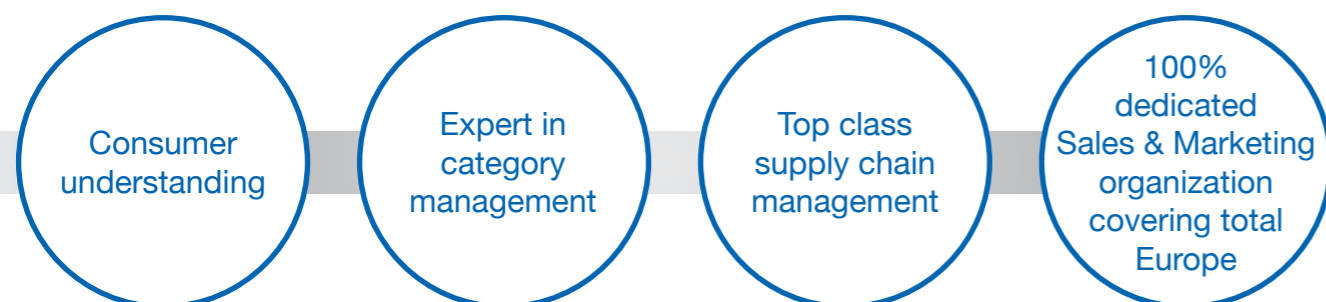 Consumer
understanding
Expert in
category
management
Top class
supply chain
management
100%
dedicated
Sales & Marketing
organization
covering total
Europe